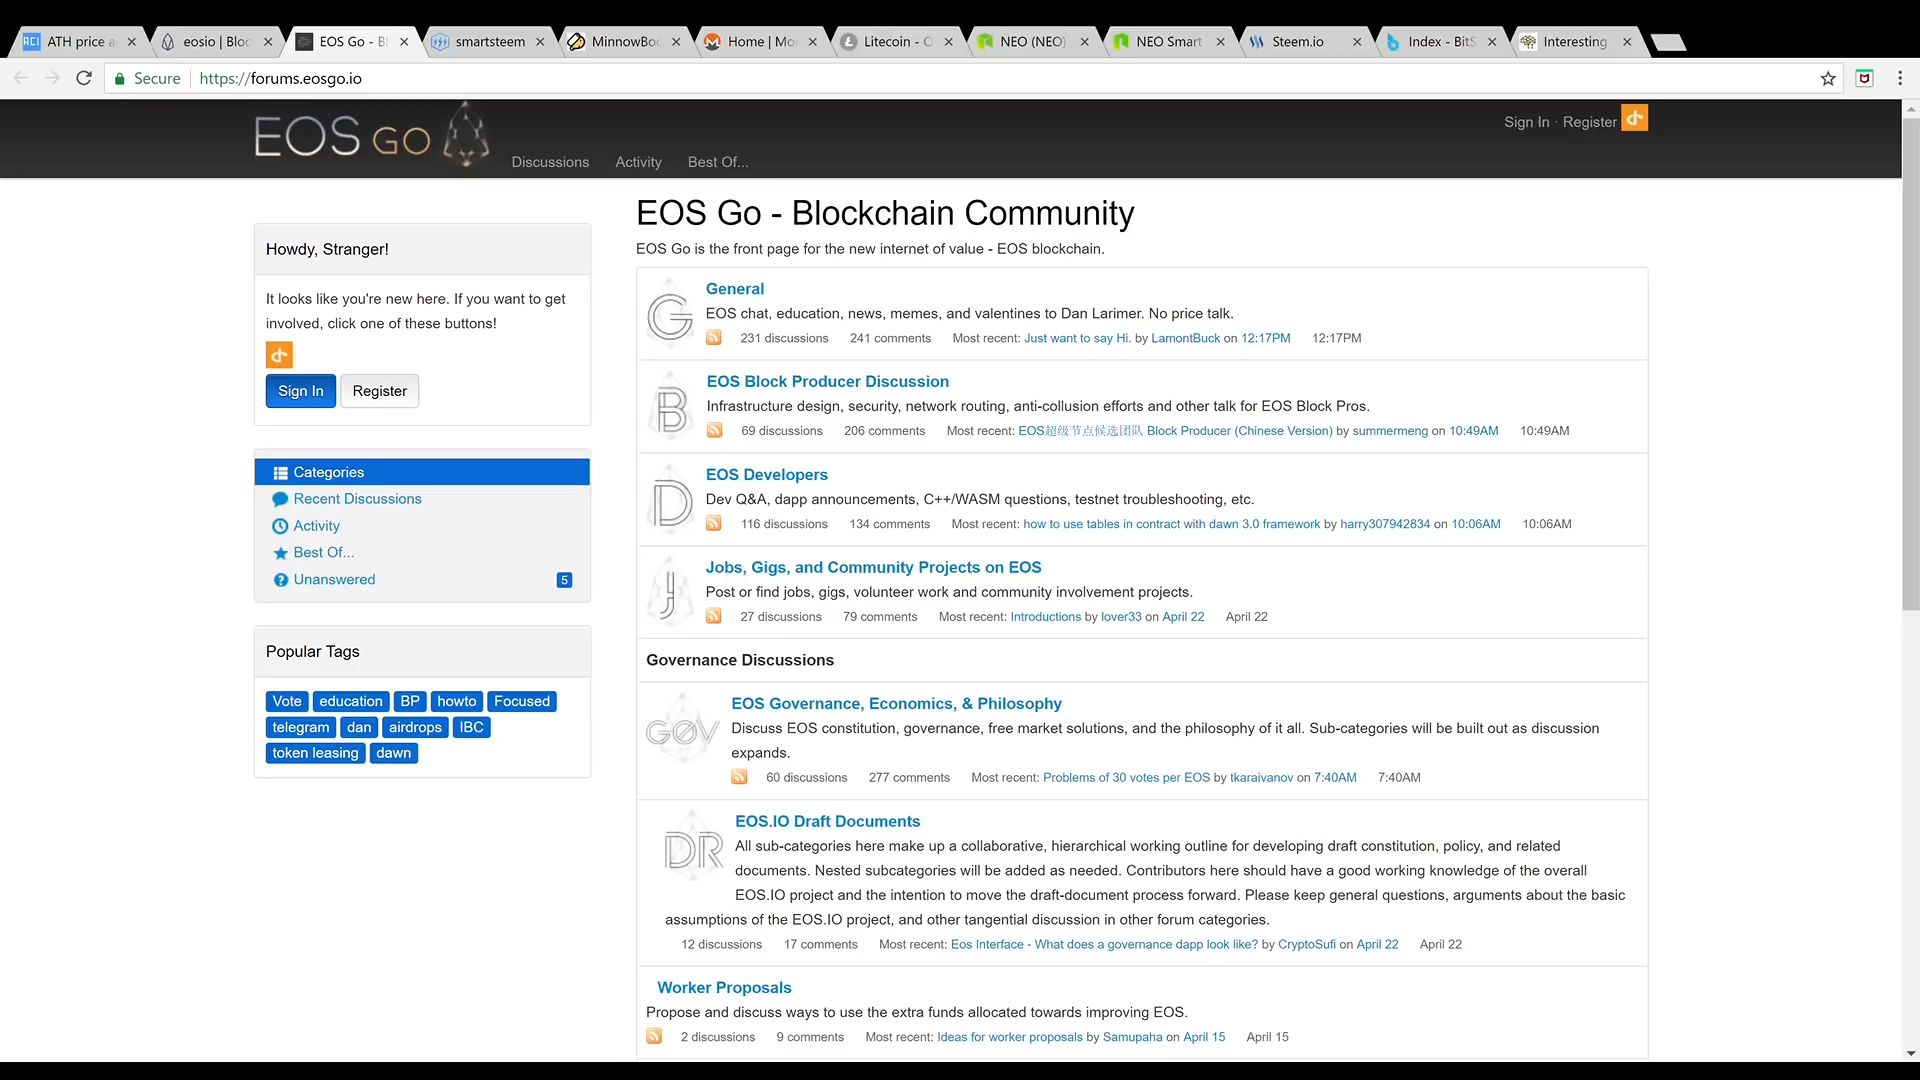 ATH price a
eosio | Bloc
EOS Go - Bl
smartsteem
MinnowBoo
Home | Mo
Litecoin - O
NEO (NEO)
NEO Smart
Steem.io
Index - BitS
Interesting
Secure https://forums.eosgo.io
EOS GO
Discussions Activity Best Of...
Sign In · Register
Howdy, Stranger!
It looks like you're new here. If you want to get
involved, click one of these buttons!
Sign In Register
Categories
Recent Discussions
Activity
Best Of...
Unanswered 5
Popular Tags
Vote education BP howto Focused
telegram dan airdrops IBC
token leasing dawn
EOS Go - Blockchain Community
EOS Go is the front page for the new internet of value - EOS blockchain.
G
General
EOS chat, education, news, memes, and valentines to Dan Larimer. No price talk.
231 discussions 241 comments Most recent: Just want to say Hi. by LamontBuck on 12:17PM 12:17PM
B
EOS Block Producer Discussion
Infrastructure design, security, network routing, anti-collusion efforts and other talk for EOS Block Pros.
69 discussions 206 comments Most recent: EOS超级节点候选团队 Block Producer (Chinese Version) by summermeng on 10:49AM 10:49AM
D
EOS Developers
Dev Q&A, dapp announcements, C++/WASM questions, testnet troubleshooting, etc.
116 discussions 134 comments Most recent: how to use tables in contract with dawn 3.0 framework by harry307942834 on 10:06AM 10:06AM
J
Jobs, Gigs, and Community Projects on EOS
Post or find jobs, gigs, volunteer work and community involvement projects.
27 discussions 79 comments Most recent: Introductions by lover33 on April 22 April 22
Governance Discussions
GOV
EOS Governance, Economics, & Philosophy
Discuss EOS constitution, governance, free market solutions, and the philosophy of it all. Sub-categories will be built out as discussion
expands.
60 discussions 277 comments Most recent: Problems of 30 votes per EOS by tkaraivanov on 7:40AM 7:40AM
DR
EOS.IO Draft Documents
All sub-categories here make up a collaborative, hierarchical working outline for developing draft constitution, policy, and related
documents. Nested subcategories will be added as needed. Contributors here should have a good working knowledge of the overall
EOS.IO project and the intention to move the draft-document process forward. Please keep general questions, arguments about the basic
assumptions of the EOS.IO project, and other tangential discussion in other forum categories.
12 discussions 17 comments Most recent: Eos Interface - What does a governance dapp look like? by CryptoSufi on April 22 April 22
Worker Proposals
Propose and discuss ways to use the extra funds allocated towards improving EOS.
2 discussions 9 comments Most recent: Ideas for worker proposals by Samupaha on April 15 April 15